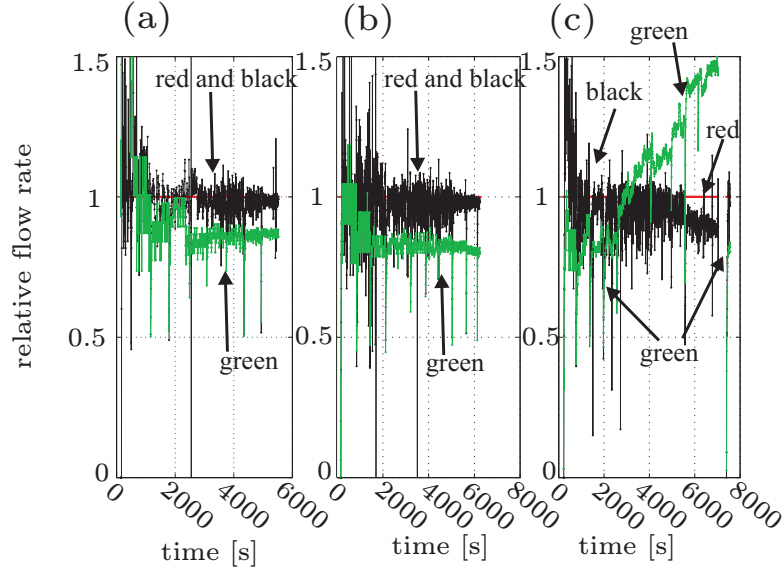 (a) (b) (c)
green
1.5 1.5 1.5
red and black red and black
black
red
1 1 1
relative flow rate
0.5 0.5 0.5
green green green
0 0 0
0 2000 4000 6000 0 2000 4000 6000 8000 0 2000 4000 6000 8000
time [s] time [s] time [s]